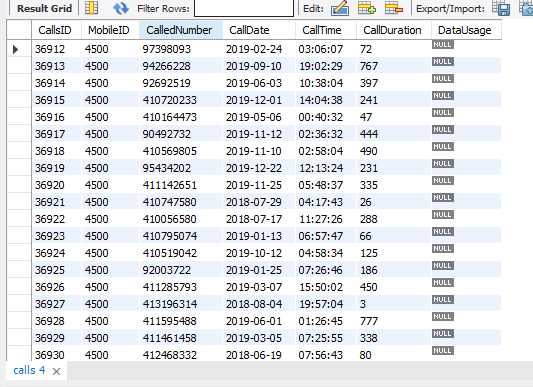 Result Grid Filter Rows: Edit: Export/Import:
CallsID MobileID CalledNumber CallDate CallTime CallDuration DataUsage
36912 4500 97398093 2019-02-24 03:06:07 72 NULL
36913 4500 94266228 2019-09-10 19:02:29 767 NULL
36914 4500 92692519 2019-06-03 10:38:04 397 NULL
36915 4500 410720233 2019-12-01 14:04:38 241 NULL
36916 4500 410164473 2019-05-06 00:40:32 47 NULL
36917 4500 90492732 2019-11-12 02:36:32 444 NULL
36918 4500 410569805 2019-11-10 02:58:04 490 NULL
36919 4500 95434202 2019-12-22 12:13:24 231 NULL
36920 4500 411142651 2019-11-25 05:48:37 335 NULL
36921 4500 410747580 2018-07-29 04:17:43 26 NULL
36922 4500 410056580 2018-07-17 11:27:26 288 NULL
36923 4500 410795074 2019-01-13 06:57:47 66 NULL
36924 4500 410519042 2019-10-12 04:58:34 125 NULL
36925 4500 92003722 2019-01-25 07:26:46 186 NULL
36926 4500 411285793 2019-03-07 15:50:02 450 NULL
36927 4500 413196314 2018-08-04 19:57:04 3 NULL
36928 4500 411595488 2019-06-01 01:26:45 777 NULL
36929 4500 411461458 2019-03-05 07:25:55 338 NULL
36930 4500 412468332 2018-06-19 07:56:43 80 NULL
calls 4